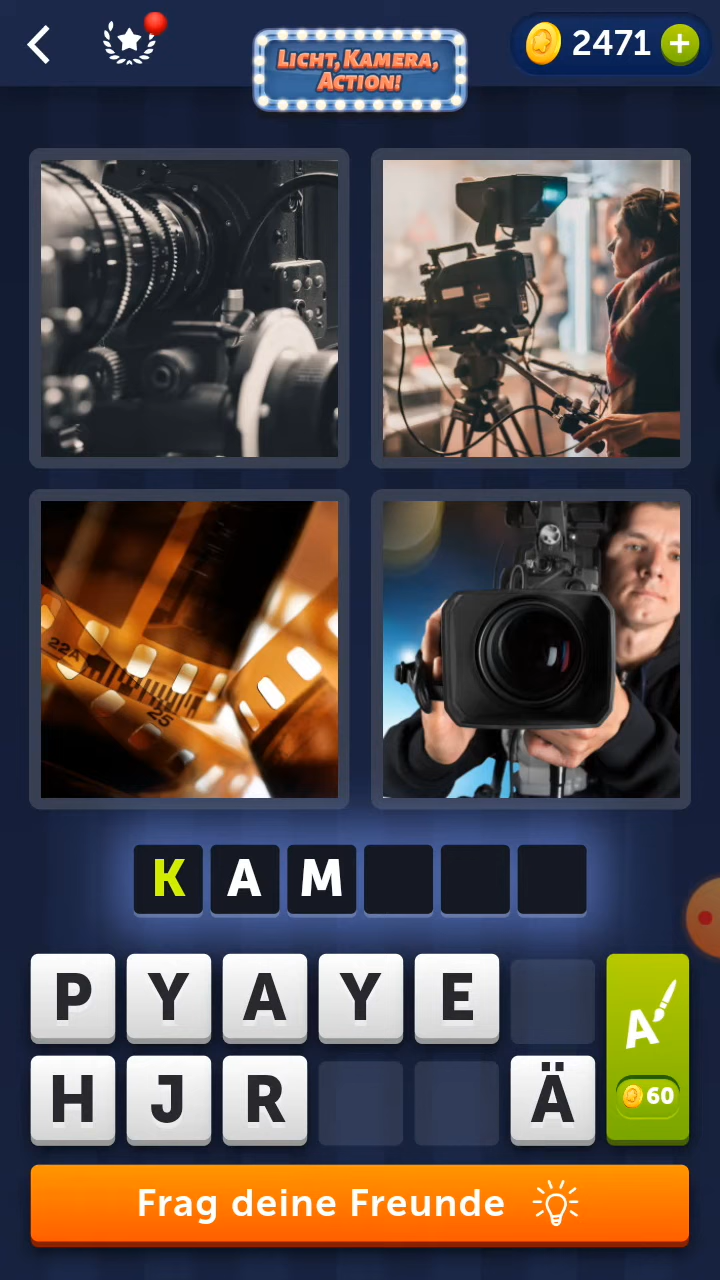 LICHT, KAMERA,
ACTION!
2471 +
22A
25
K A M
P Y A Y E
A
H J R Ä
60
Frag deine Freunde